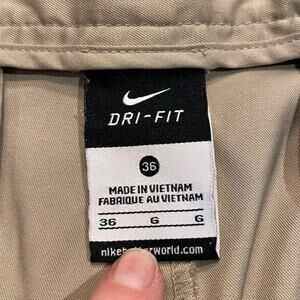 DRI-FIT
36
MADE IN VIETNAM
FABRIQUE AU VIETNAM
36 G G